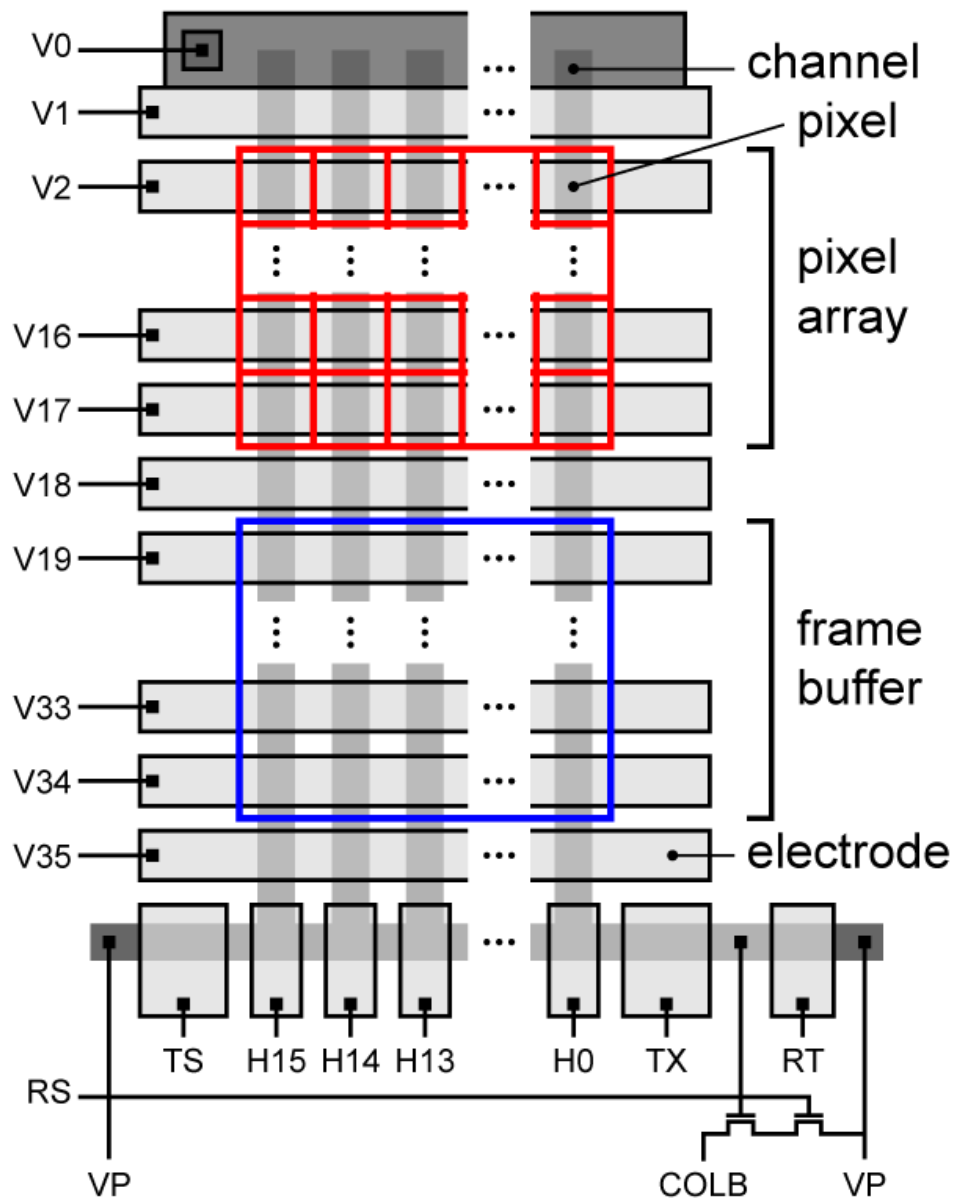 V0
channel
V1
pixel
V2
pixel
array
V16
V17
V18
V19
frame
buffer
V33
V34
V35
electrode
TS H15 H14 H13 H0 TX RT
RS
VP COLB VP